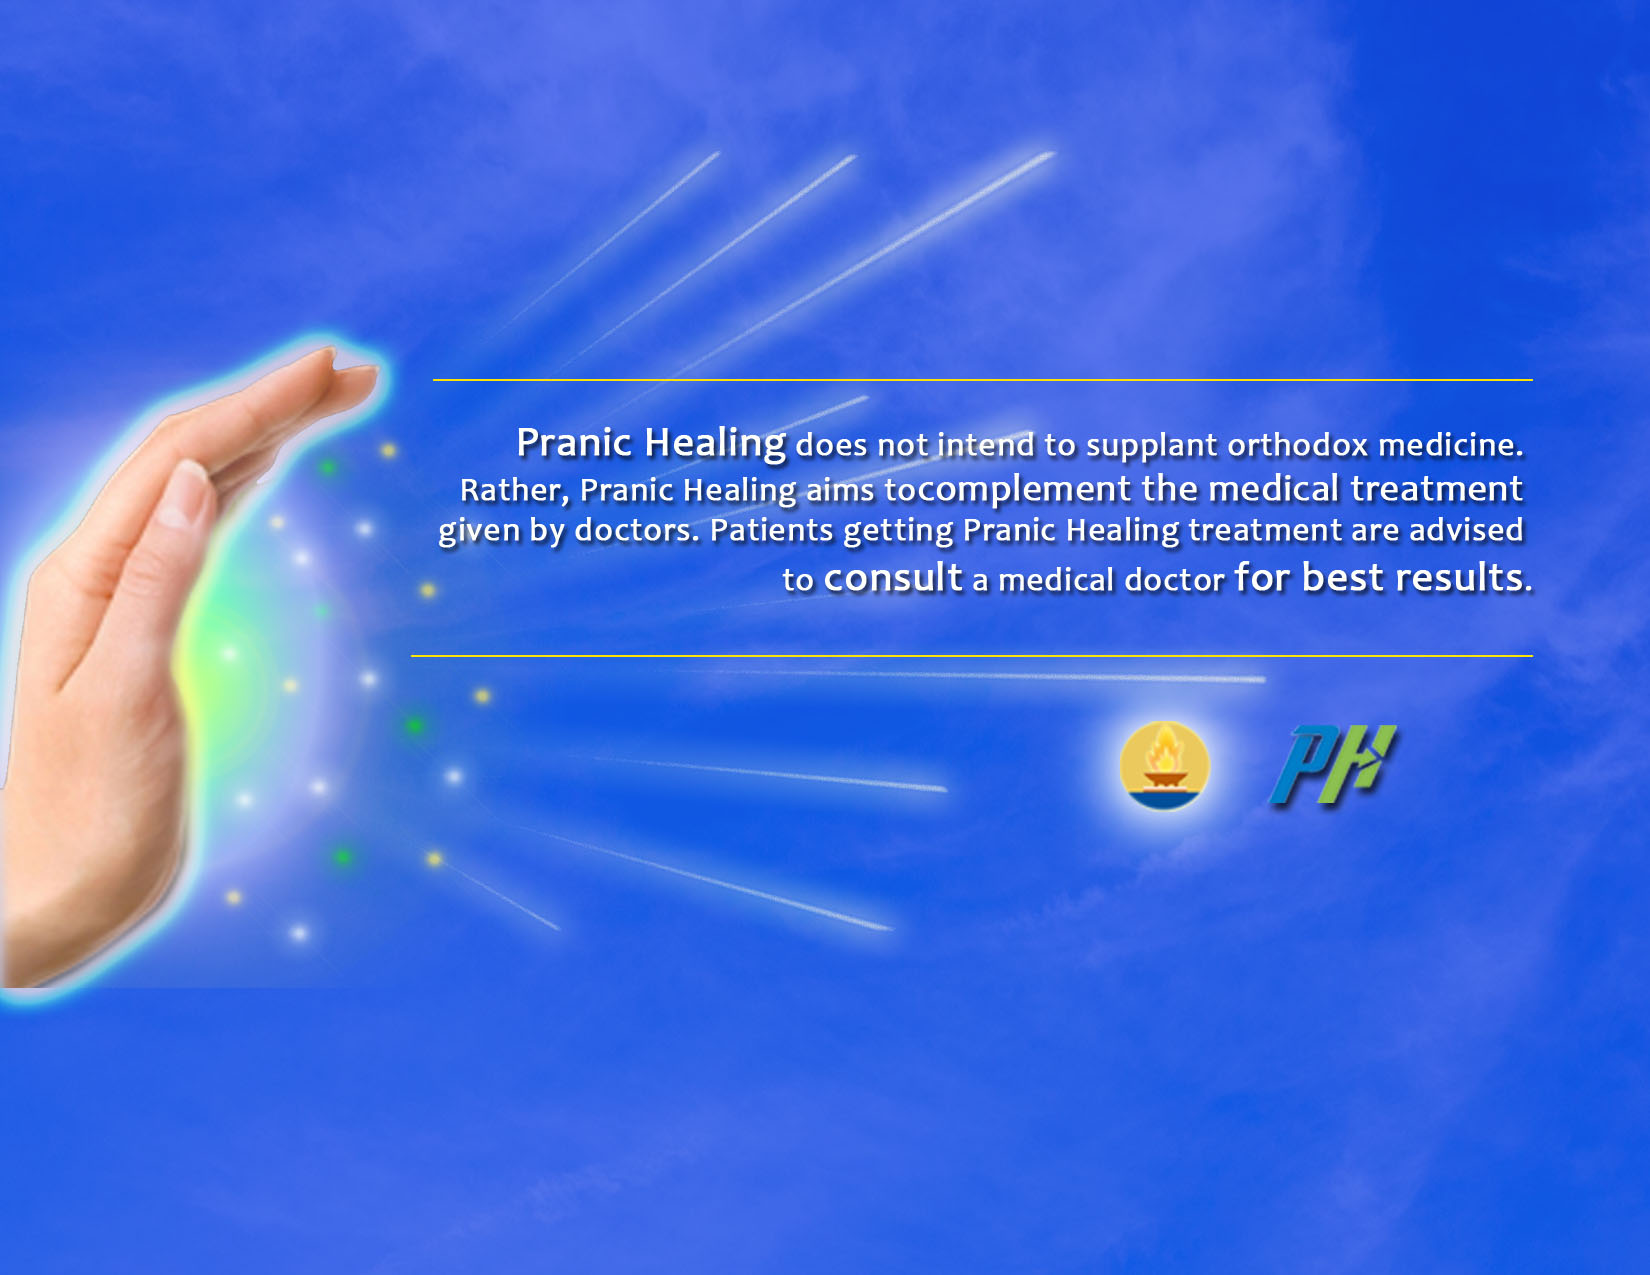 Pranic Healing does not intend to supplant orthodox medicine.
Rather, Pranic Healing aims tocomplement the medical treatment
given by doctors. Patients getting Pranic Healing treatment are advised
to consult a medical doctor for best results.
PH